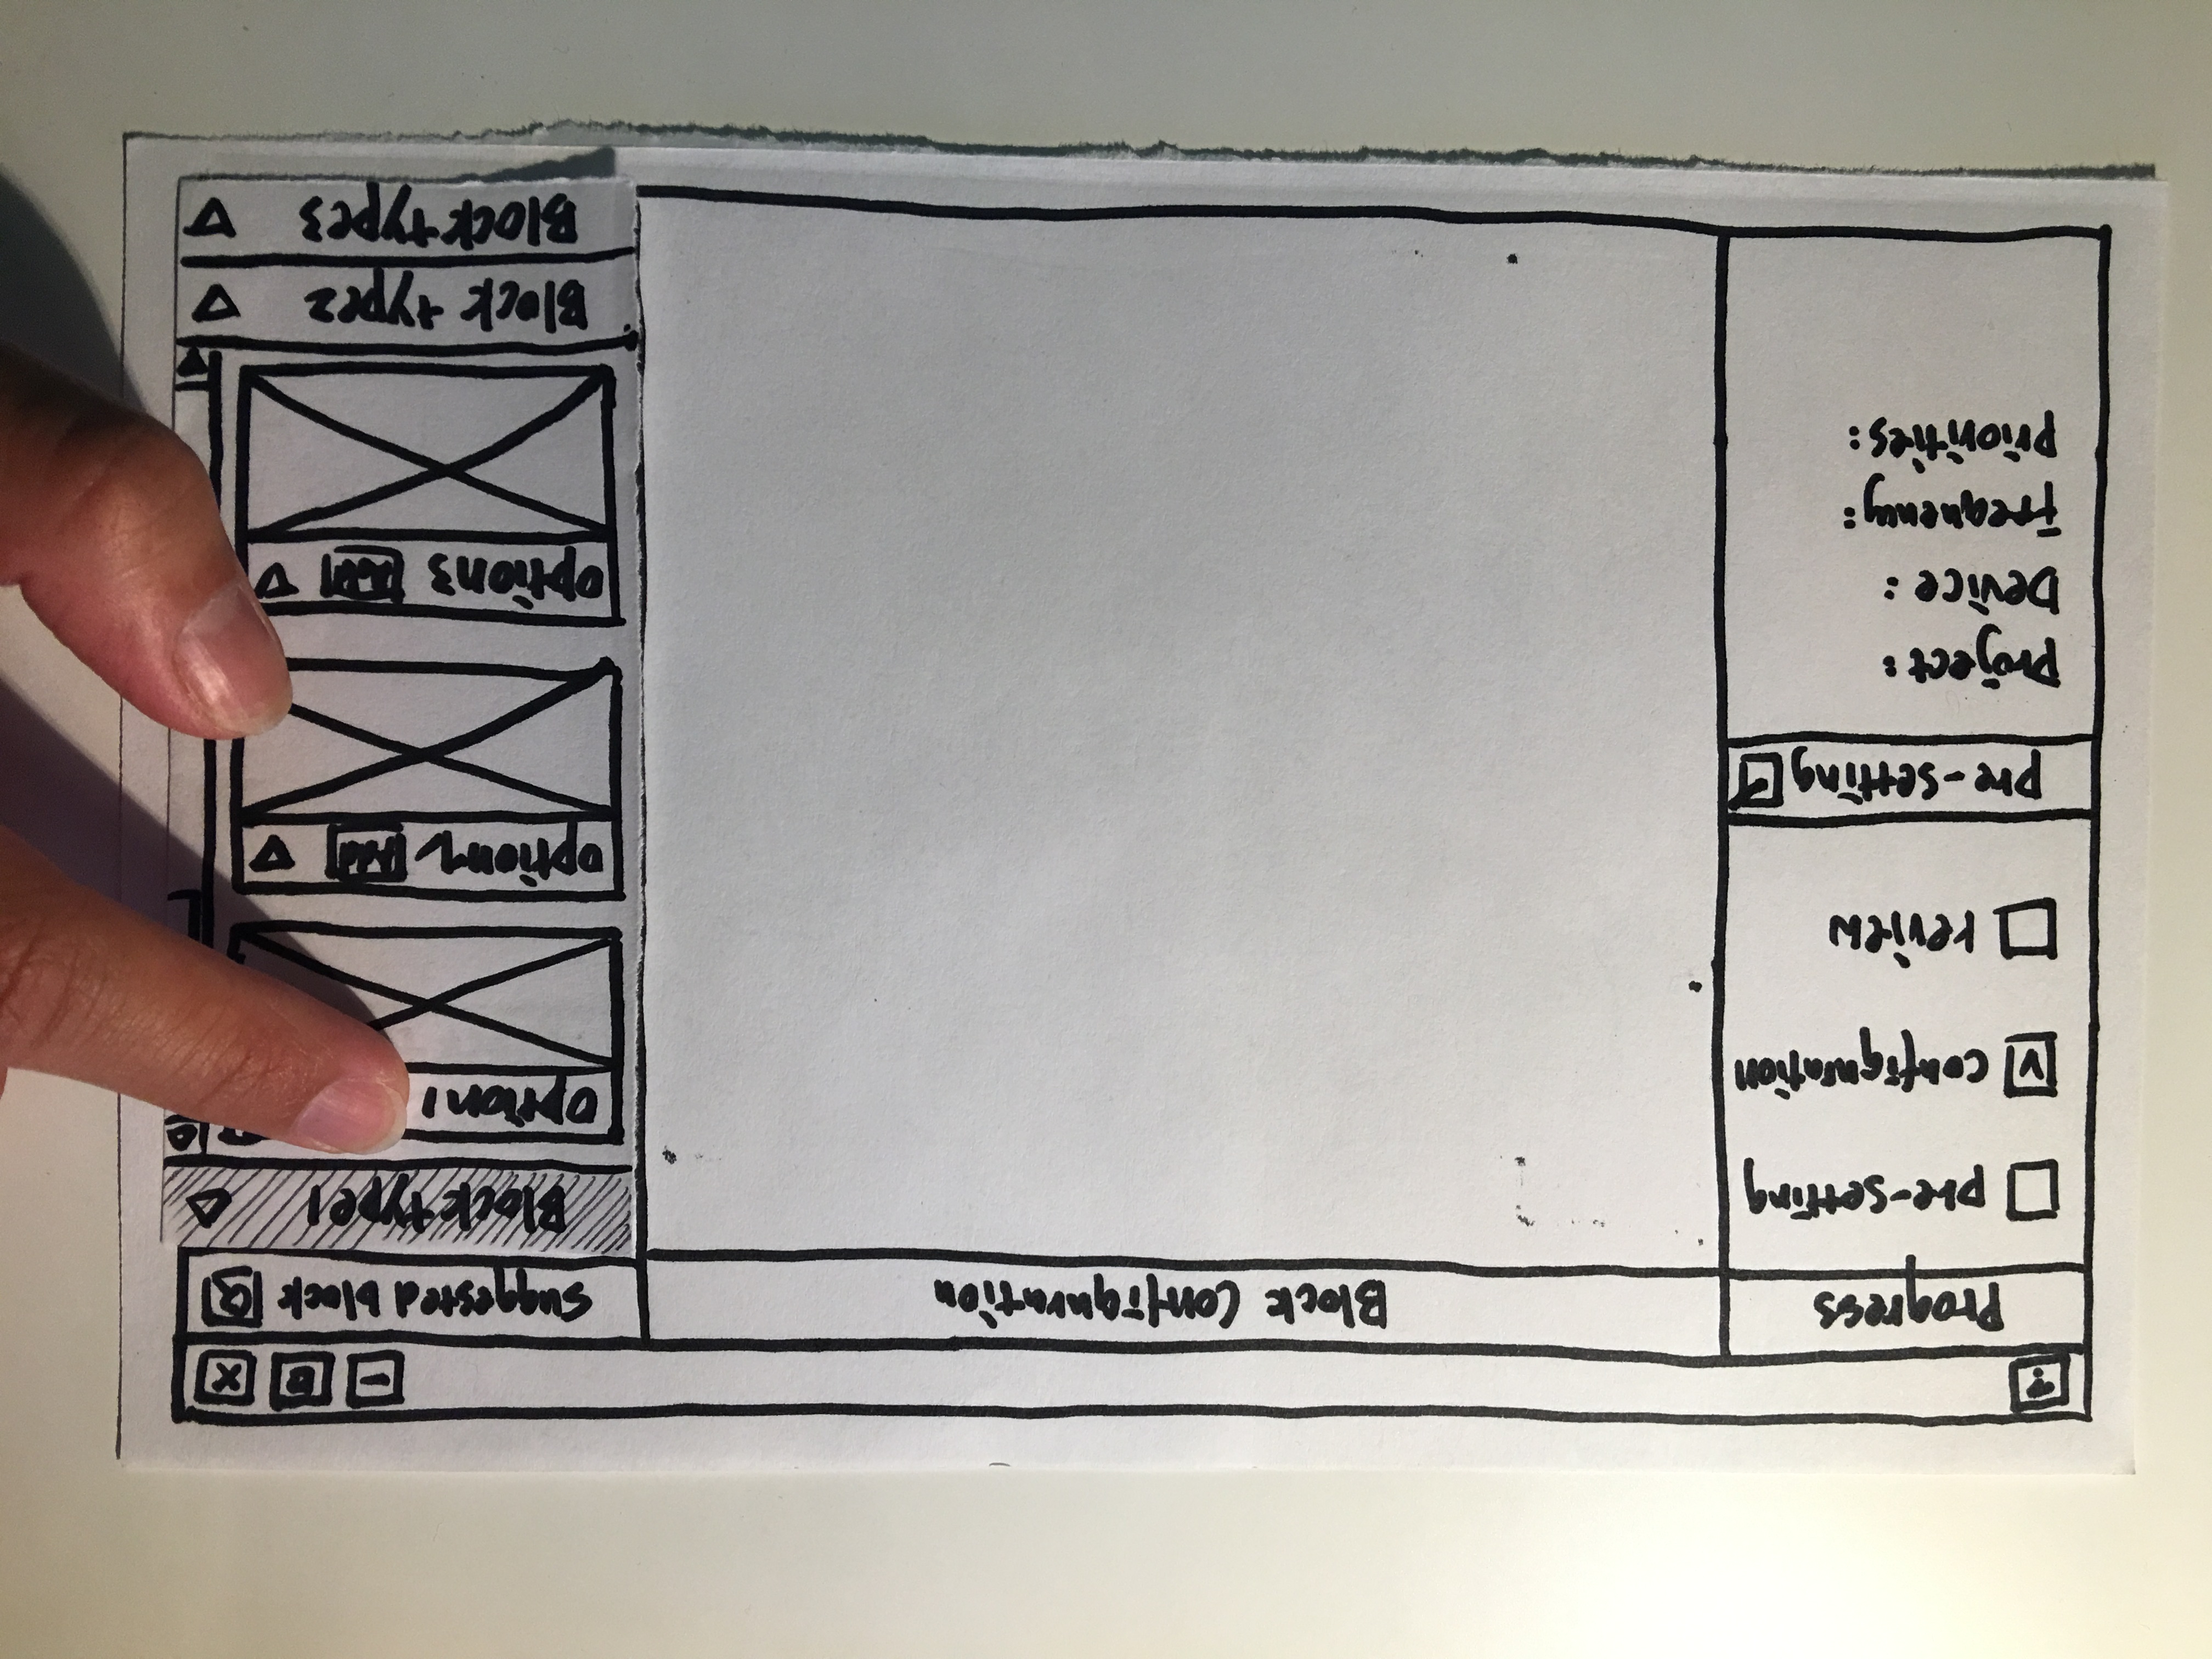 ?
- X
Progress
Block Configuration
Suggested block
pre-setting
v configuration
review
pre-setting
Project:
Device:
Frequency:
Priorities:
Block type1
option1
option2 Add
option3 Add
Block type2
Block type3